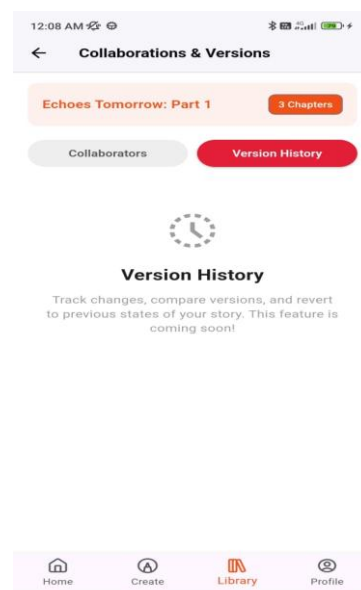 12:08 AM
Collaborations & Versions
Echoes Tomorrow: Part 1
3 Chapters
Collaborators
Version History
Version History
Track changes, compare versions, and revert
to previous states of your story. This feature is
coming soon!
Home
Create
Library
Profile